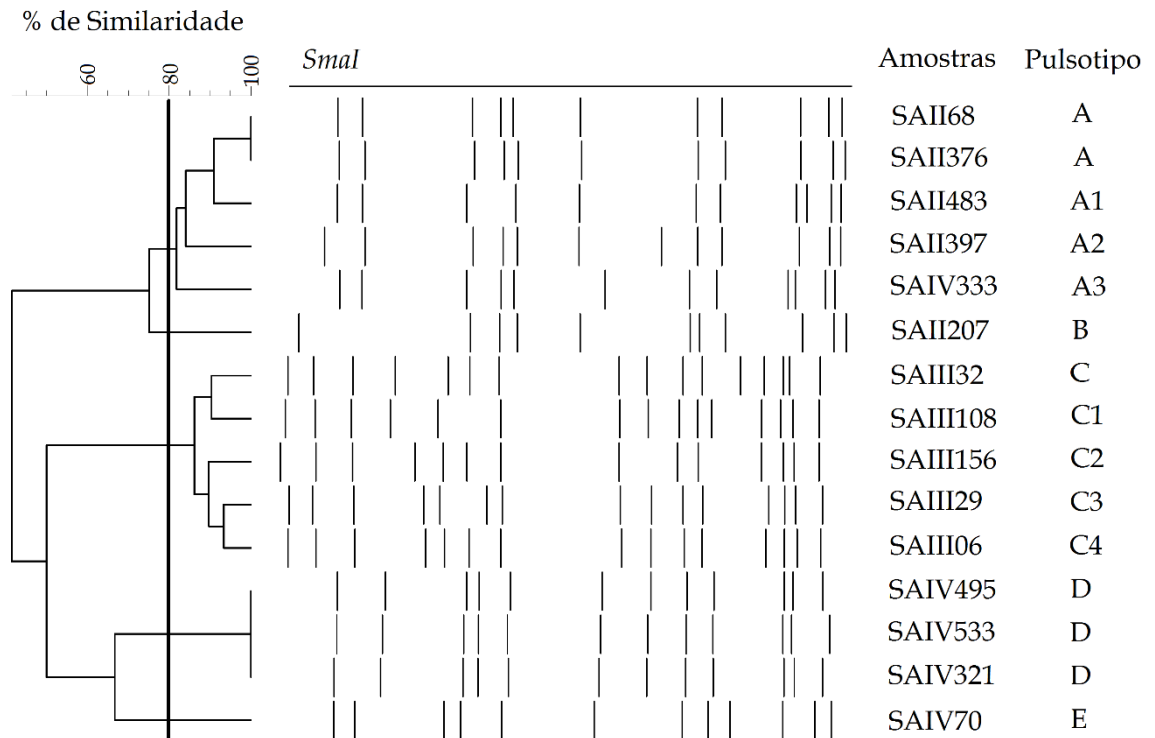 % de Similaridade
60 80 100
SmaI Amostras Pulsotipo
SAII68 A
SAII376 A
SAII483 A1
SAII397 A2
SAIV333 A3
SAII207 B
SAIII32 C
SAIII108 C1
SAIII156 C2
SAIII29 C3
SAIII06 C4
SAIV495 D
SAIV533 D
SAIV321 D
SAIV70 E